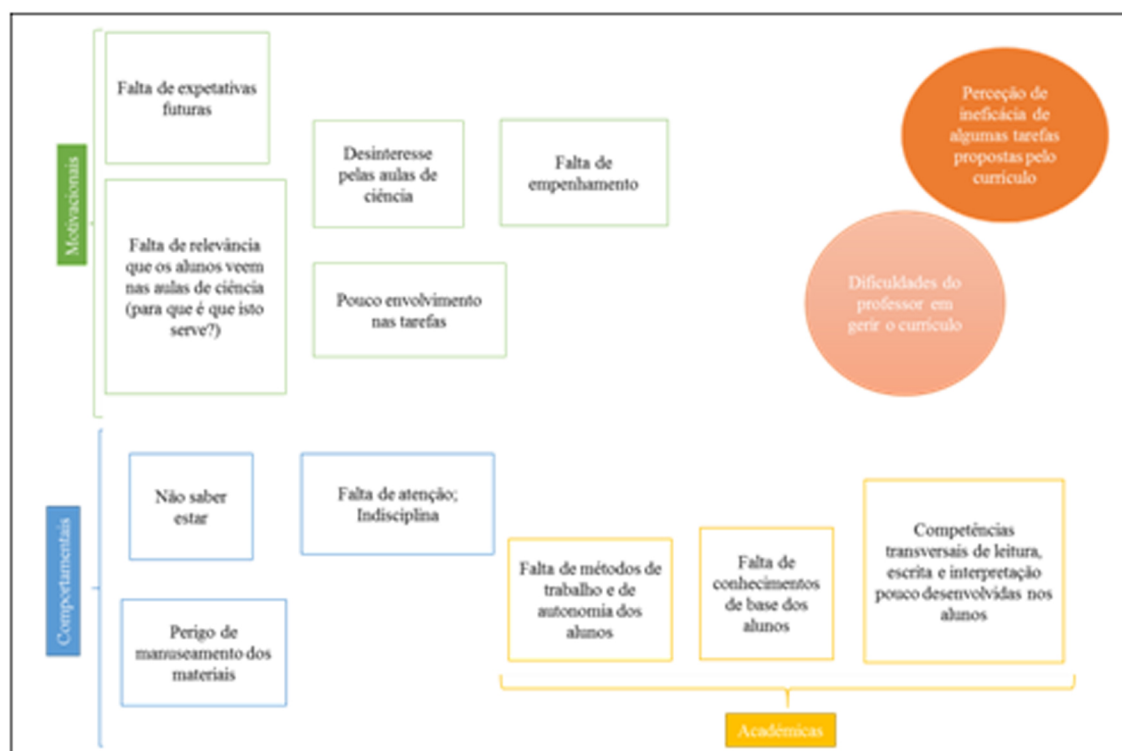 Motivacionais
Falta de expetativas
futuras
Falta de relevância
que os alunos veem
nas aulas de ciência
(para que é que isto
serve?)
Desinteresse
pelas aulas de
ciência
Falta de
empenhamento
Pouco envolvimento
nas tarefas
Perceção de
ineficácia de
algumas tarefas
propostas pelo
currículo
Dificuldades do
professor em
gerir o currículo
Comportamentais
Não saber
estar
Falta de atenção;
Indisciplina
Perigo de
manuseamento dos
materiais
Falta de métodos de
trabalho e de
autonomia dos
alunos
Falta de
conhecimentos
de base dos
alunos
Competências
transversais de leitura,
escrita e interpretação
pouco desenvolvidas nos
alunos
Académicas